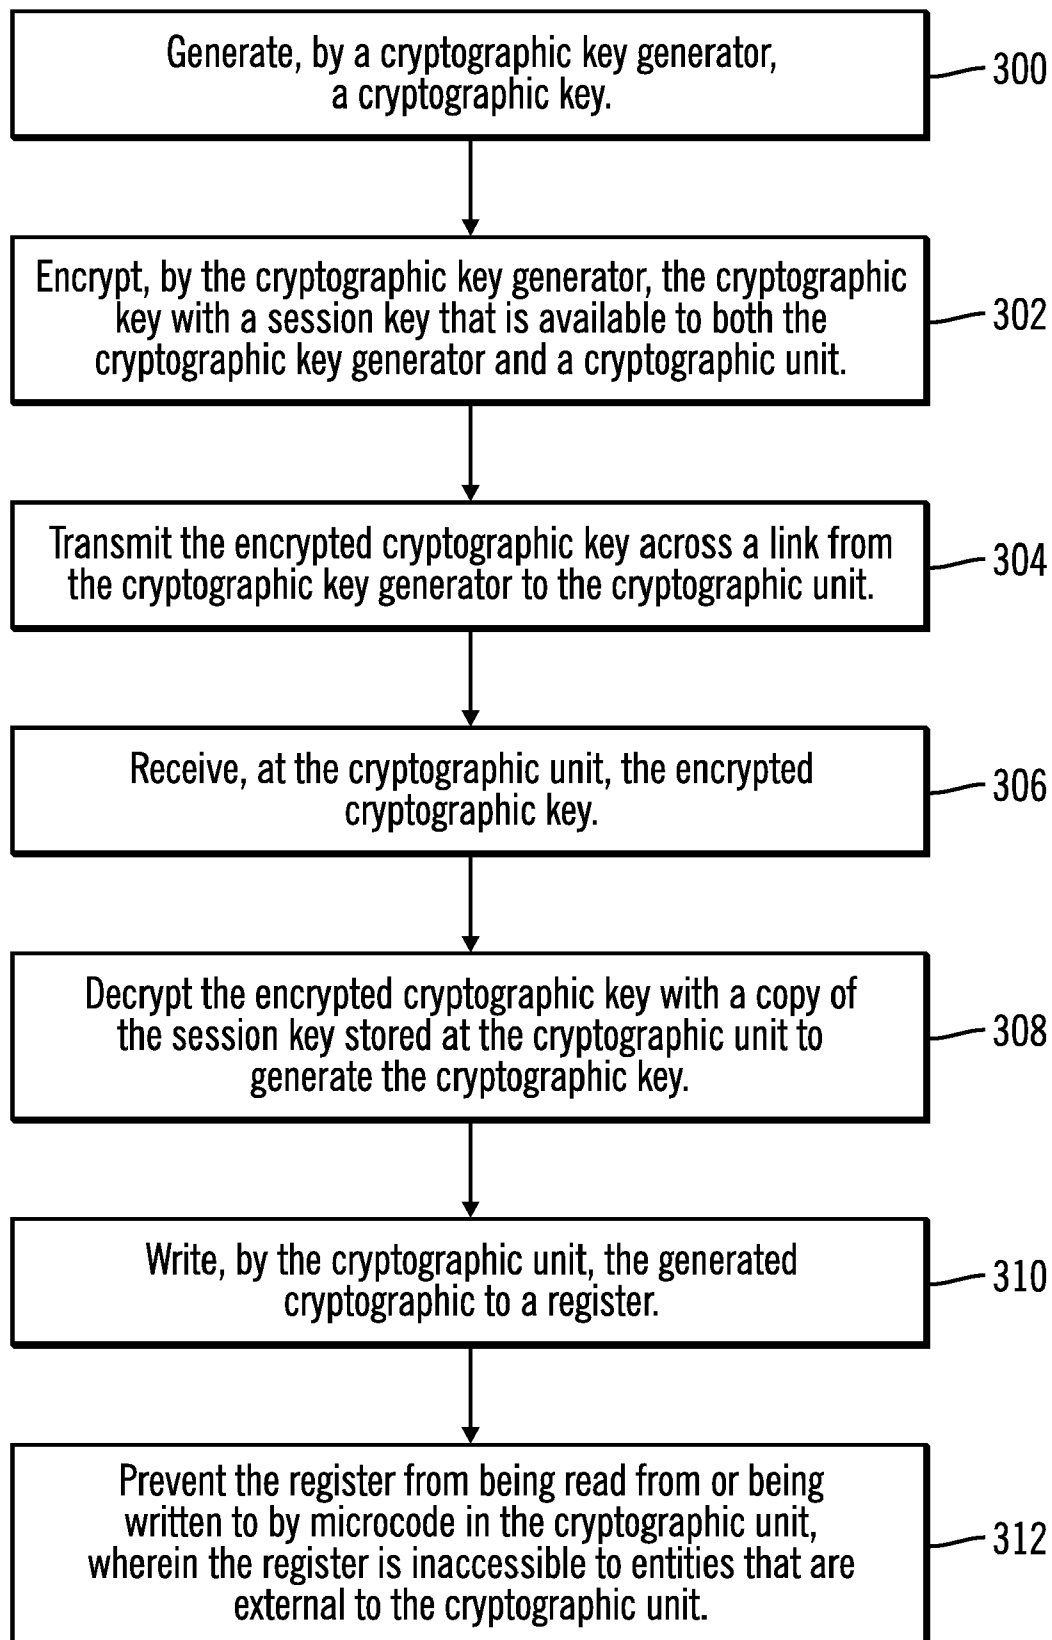 Generate, by a cryptographic key generator,
a cryptographic key.
300
Encrypt, by the cryptographic key generator, the cryptographic
key with a session key that is available to both the
cryptographic key generator and a cryptographic unit.
302
Transmit the encrypted cryptographic key across a link from
the cryptographic key generator to the cryptographic unit.
304
Receive, at the cryptographic unit, the encrypted
cryptographic key.
306
Decrypt the encrypted cryptographic key with a copy of
the session key stored at the cryptographic unit to
generate the cryptographic key.
308
Write, by the cryptographic unit, the generated
cryptographic to a register.
310
Prevent the register from being read from or being
written to by microcode in the cryptographic unit,
wherein the register is inaccessible to entities that are
external to the cryptographic unit.
312